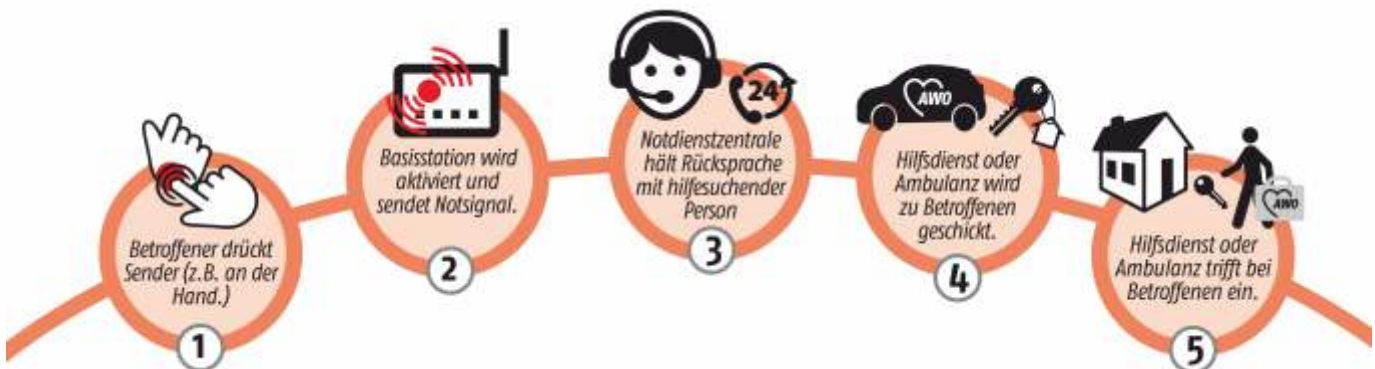 Betroffener drückt
Sender (z.B. an der
Hand.)
1
Basisstation wird
aktiviert und
sendet Notsignal.
2
24
Notdienstzentrale
hält Rücksprache
mit hilfesuchender
Person
3
AWO
Hilfsdienst oder
Ambulanz wird
zu Betroffenen
geschickt.
4
AWO
Hilfsdienst oder
Ambulanz trifft bei
Betroffenen ein.
5